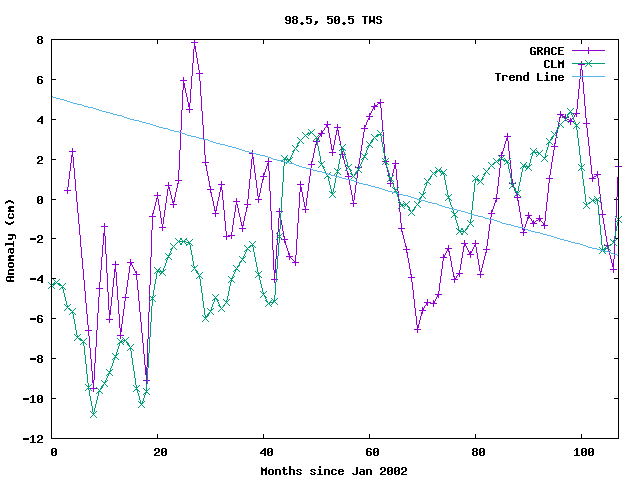 98.5, 50.5 TWS
GRACE
CLM
Trend Line
8
6
4
2
0
-2
-4
-6
-8
-10
-12
Anomaly (cm)
0 20 40 60 80 100
Months since Jan 2002